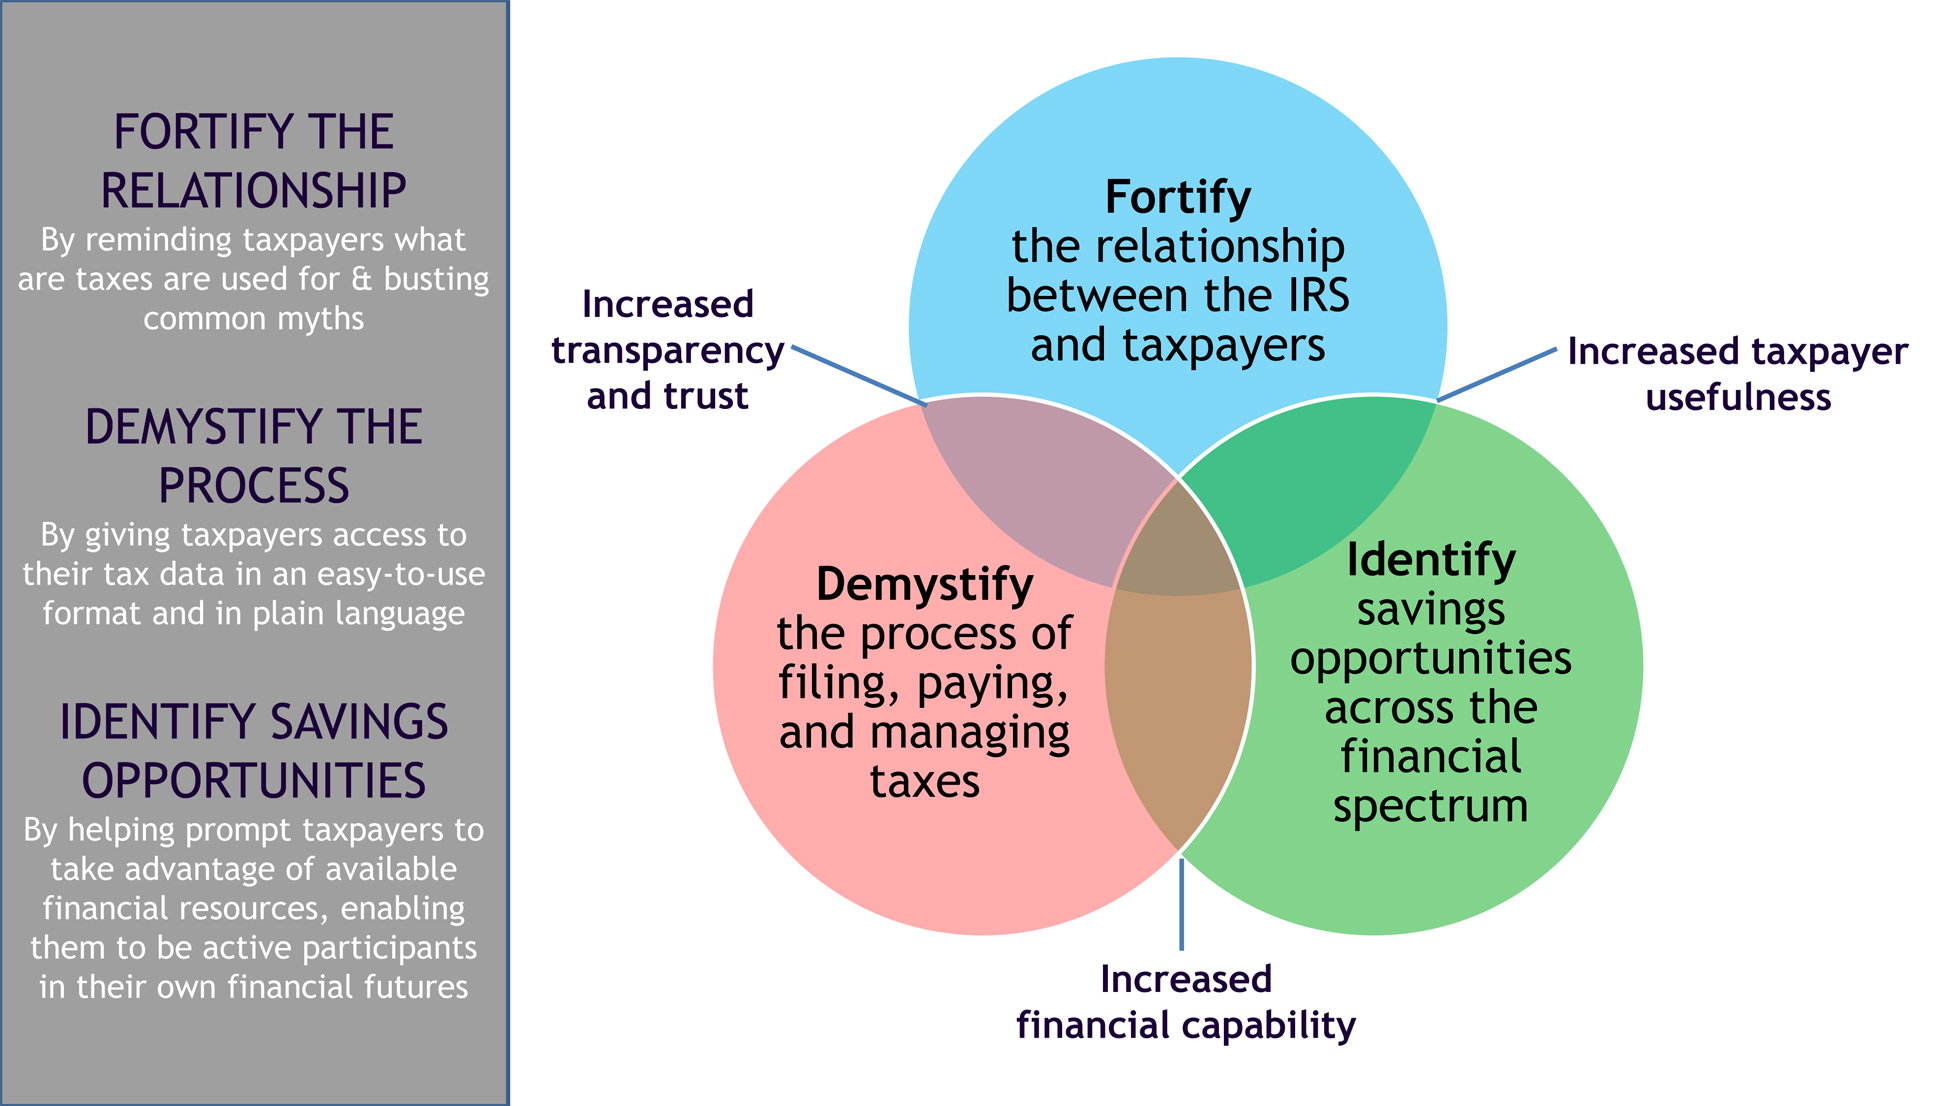 FORTIFY THE
RELATIONSHIP
By reminding taxpayers what
are taxes are used for & busting
common myths
DEMYSTIFY THE
PROCESS
By giving taxpayers access to
their tax data in an easy-to-use
format and in plain language
IDENTIFY SAVINGS
OPPORTUNITIES
By helping prompt taxpayers to
take advantage of available
financial resources, enabling
them to be active participants
in their own financial futures
Fortify
the relationship
between the IRS
and taxpayers
Increased
transparency
and trust
Increased taxpayer
usefulness
Demystify
the process of
filing, paying,
and managing
taxes
Identify
savings
opportunities
across the
financial
spectrum
Increased
financial capability